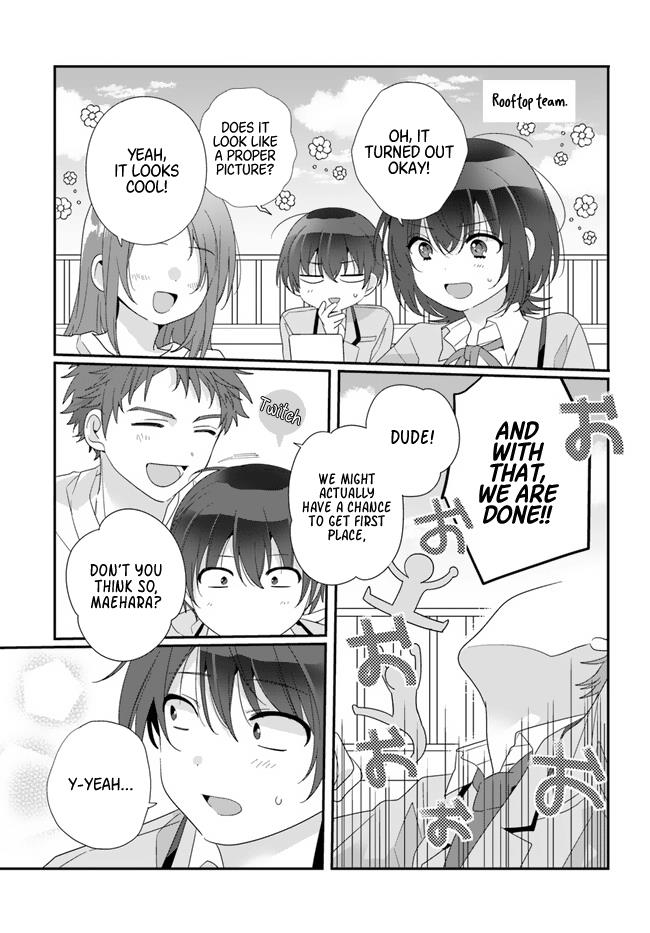 Rooftop team.
OH, IT
TURNED OUT
OKAY!
DOES IT
LOOK LIKE
A PROPER
PICTURE?
YEAH,
IT LOOKS
COOL!
AND
WITH
THAT,
WE ARE
DONE!!
お
お
お
お
お
お
DUDE!
WE MIGHT
ACTUALLY
HAVE A CHANCE
TO GET FIRST
PLACE,
Twitch
DON'T YOU
THINK SO,
MAEHARA?
Y-YEAH...